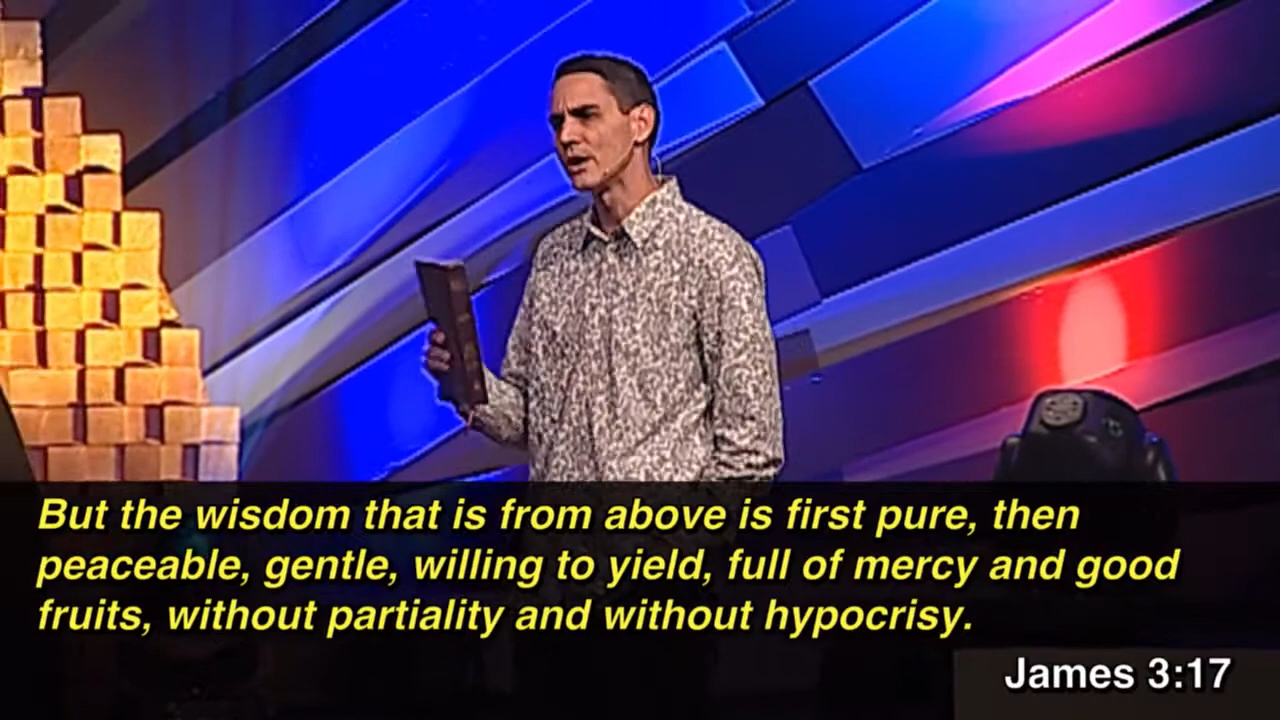 But the wisdom that is from above is first pure, then
peaceable, gentle, willing to yield, full of mercy and good
fruits, without partiality and without hypocrisy.
James 3:17